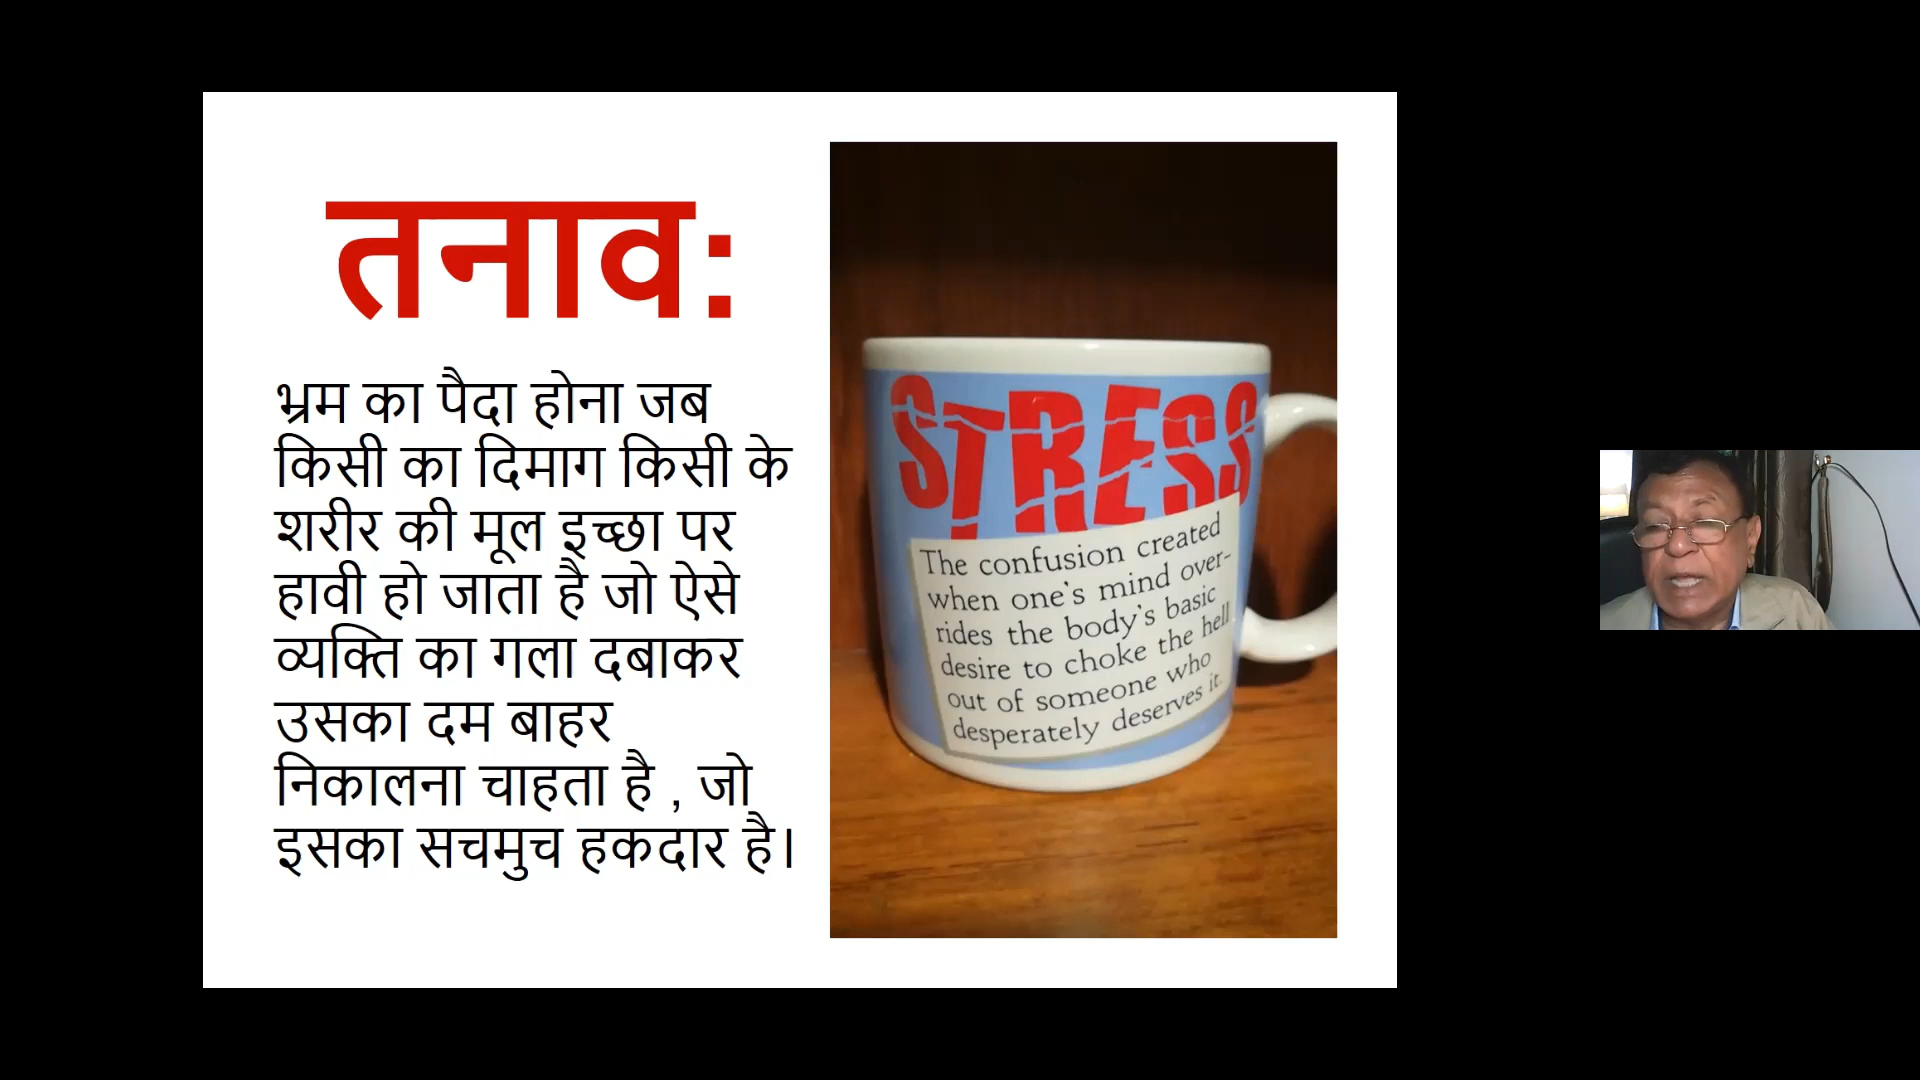 तनाव:
भ्रम का पैदा होना जब
किसी का दिमाग किसी के
शरीर की मूल इच्छा पर
हावी हो जाता है जो ऐसे
व्यक्ति का गला दबाकर
उसका दम बाहर
निकालना चाहता है , जो
इसका सचमुच हकदार है।
STRESS
The confusion created
when one's mind over-
rides the body's basic
desire to choke the hell
out of someone who
desperately deserves it.